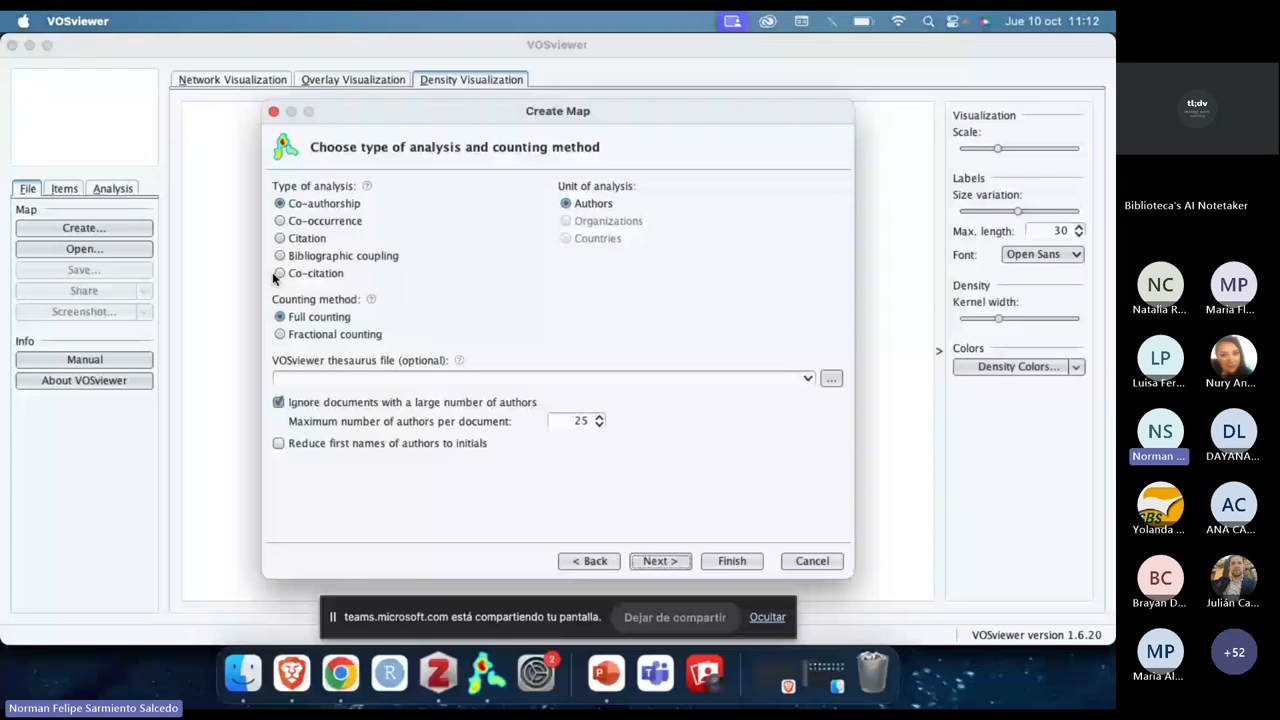 VOSviewer
Jue 10 oct 11:12
VOSviewer
Network Visualization
Overlay Visualization
Density Visualization
Create Map
Choose type of analysis and counting method
Type of analysis:
Co-authorship
Co-occurrence
Citation
Bibliographic coupling
Co-citation
Unit of analysis:
Authors
Organizations
Countries
Counting method:
Full counting
Fractional counting
VOSviewer thesaurus file (optional):
...
Ignore documents with a large number of authors
Maximum number of authors per document: 25
Reduce first names of authors to initials
< Back
Next >
Finish
Cancel
File
Items
Analysis
Map
Create...
Open...
Save...
Share
Screenshot...
Info
Manual
About VOSviewer
Visualization
Scale:
Labels
Size variation:
Max. length: 30
Font: Open Sans
Density
Kernel width:
>
Colors
Density Colors...
teams.microsoft.com está compartiendo tu pantalla.
Dejar de compartir
Ocultar
VOSviewer version 1.6.20
2
R
Z
P
Norman Felipe Sarmiento Salcedo
tl;dv
Biblioteca's AI Notetaker
NC
Natalia R...
MP
Maria Fl...
LP
Luisa Fer...
Nury An...
NS
Norman ...
DL
DAYANA...
SBS
Yolanda ...
AC
ANA CA...
BC
Brayan D...
Julián Ca...
MP
Maria Al...
+52